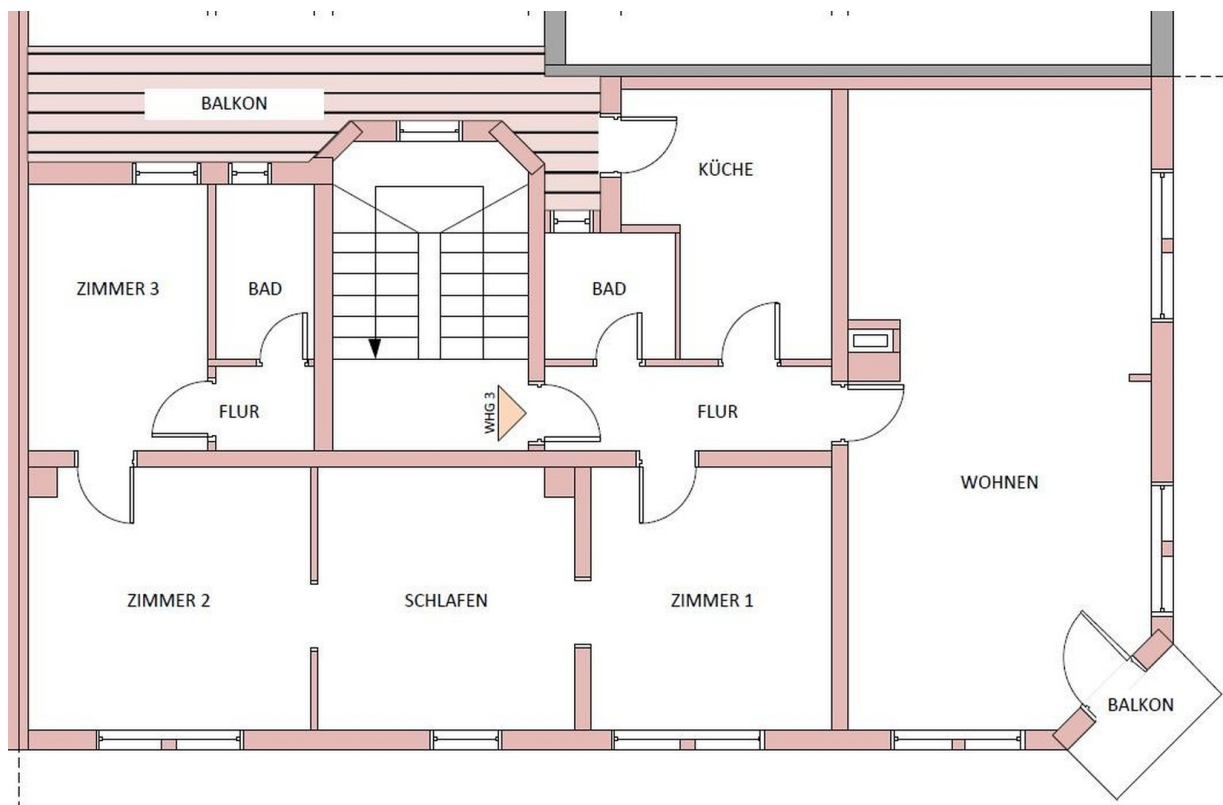 BALKON
KÜCHE
ZIMMER 3
BAD
BAD
FLUR
WHG 3
FLUR
WOHNEN
ZIMMER 2
SCHLAFEN
ZIMMER 1
BALKON